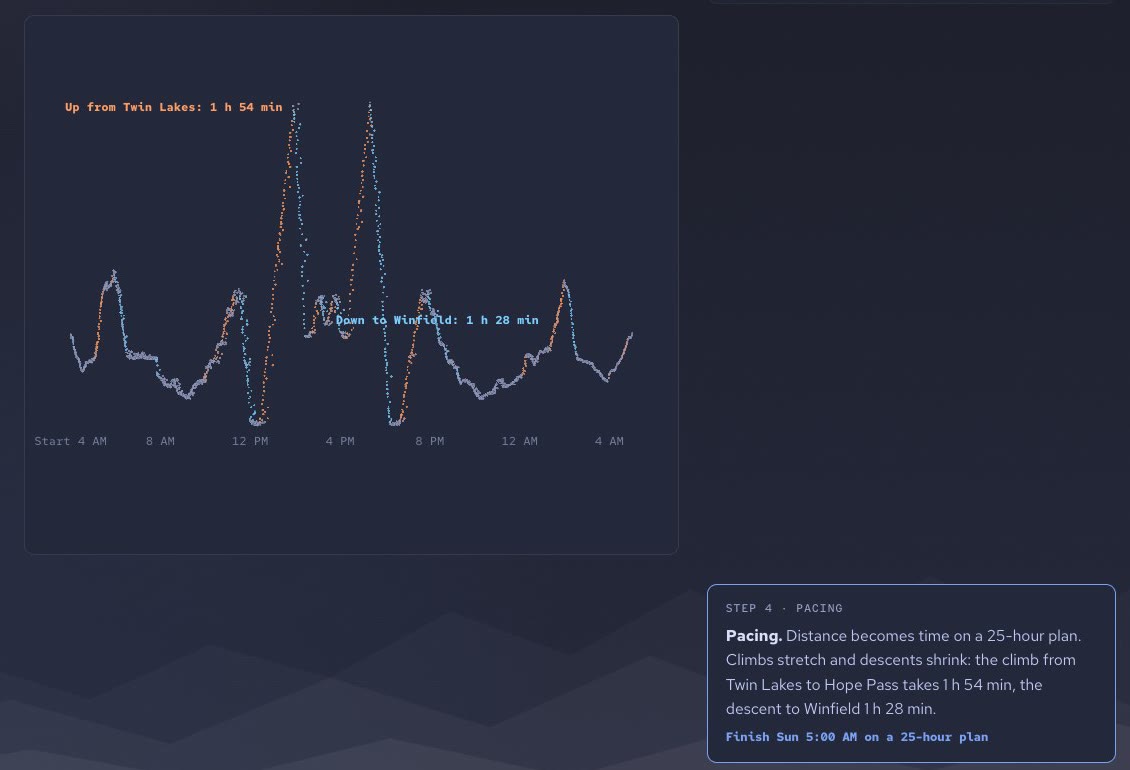 Up from Twin Lakes: 1 h 54 min
Down to Winfield: 1 h 28 min
Start 4 AM 8 AM 12 PM 4 PM 8 PM 12 AM 4 AM
STEP 4 · PACING
Pacing. Distance becomes time on a 25-hour plan.
Climbs stretch and descents shrink: the climb from
Twin Lakes to Hope Pass takes 1 h 54 min, the
descent to Winfield 1 h 28 min.
Finish Sun 5:00 AM on a 25-hour plan